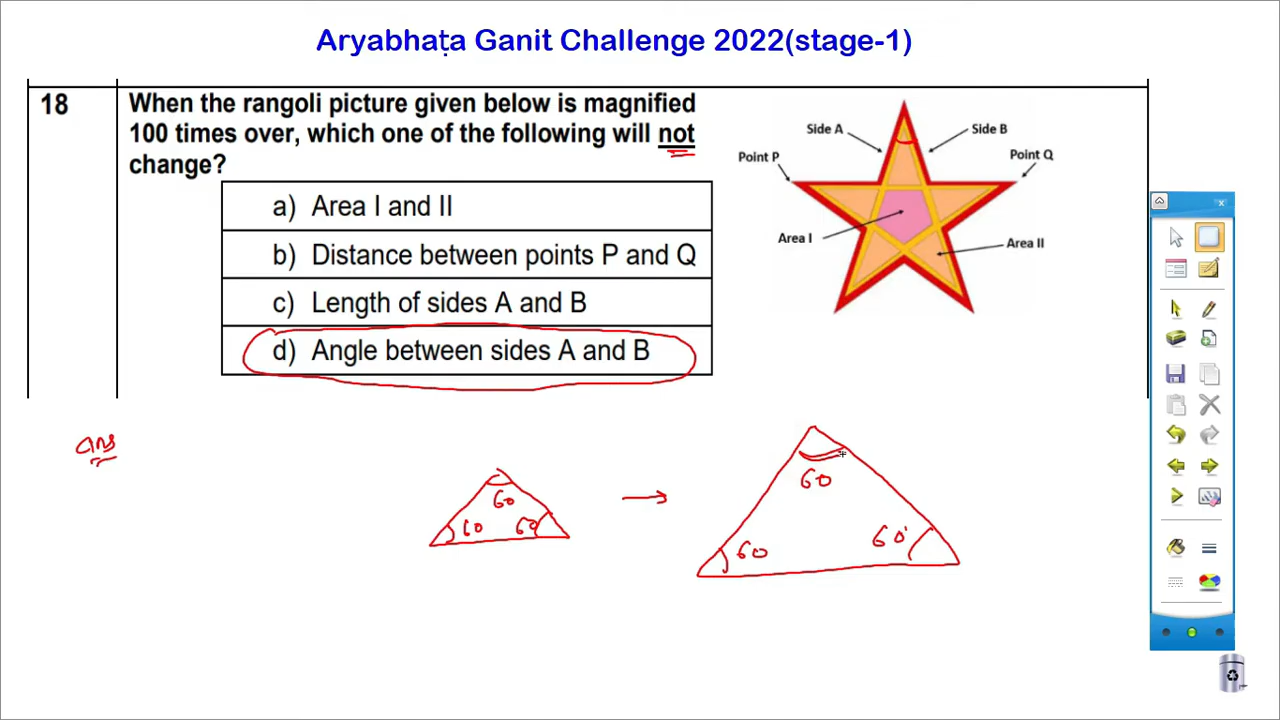 Aryabhaṭa Ganit Challenge 2022(stage-1)
18
When the rangoli picture given below is magnified
100 times over, which one of the following will not
change?
a) Area I and II
b) Distance between points P and Q
c) Length of sides A and B
d) Angle between sides A and B
Side A
Side B
Point P
Point Q
Area I
Area II
ans
60
60
60
60
60
60